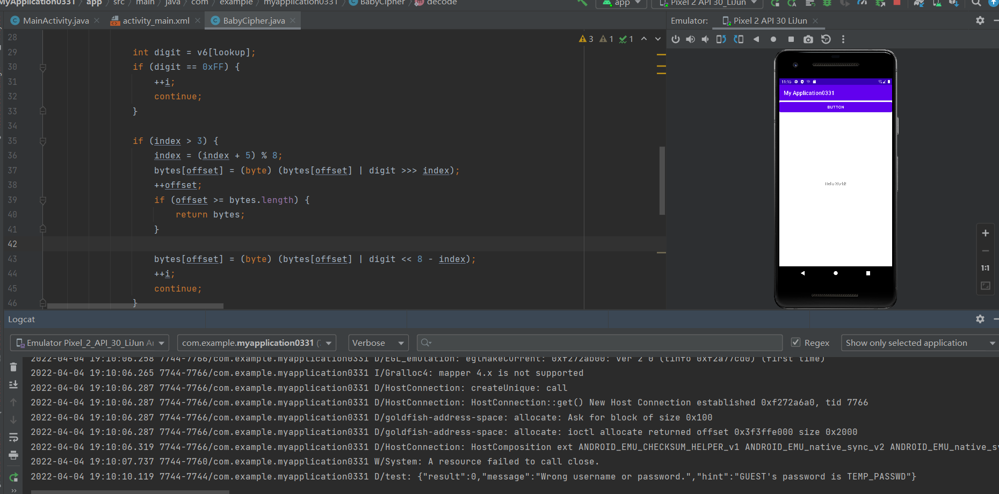 MyApplication0331 app src main java com example myapplication0331 BabyCipher m decode
app Pixel 2 API 30_LiJun
MainActivity.java activity_main.xml BabyCipher.java
Emulator: Pixel 2 API 30 LiJun
3 1 1
28
29 int digit = v6[lookup];
30 if (digit == 0xFF) {
31 ++i;
32 continue;
33 }
34
35 if (index > 3) {
36 index = (index + 5) % 8;
37 bytes[offset] = (byte) (bytes[offset] | digit >>> index);
38 ++offset;
39 if (offset >= bytes.length) {
40 return bytes;
41 }
42
43 bytes[offset] = (byte) (bytes[offset] | digit << 8 - index);
44 ++i;
45 continue;
46 }
11:16
My Application0331
BUTTON
Hello World!
1:1
Logcat
Emulator Pixel_2_API_30_LiJun Ar com.example.myapplication0331 ( Verbose Regex Show only selected application
2022-04-04 19:10:06.258 7744-7766/com.example.myapplication0331 D/EGL_emulation: eglMakeCurrent: 0xf272ab00: ver 2 0 (tinfo 0xf2a77cd0) (first time)
2022-04-04 19:10:06.265 7744-7766/com.example.myapplication0331 I/Gralloc4: mapper 4.x is not supported
2022-04-04 19:10:06.287 7744-7766/com.example.myapplication0331 D/HostConnection: createUnique: call
2022-04-04 19:10:06.287 7744-7766/com.example.myapplication0331 D/HostConnection: HostConnection::get() New Host Connection established 0xf272a6a0, tid 7766
2022-04-04 19:10:06.287 7744-7766/com.example.myapplication0331 D/goldfish-address-space: allocate: Ask for block of size 0x100
2022-04-04 19:10:06.287 7744-7766/com.example.myapplication0331 D/goldfish-address-space: allocate: ioctl allocate returned offset 0x3f3ffe000 size 0x2000
2022-04-04 19:10:06.319 7744-7766/com.example.myapplication0331 D/HostConnection: HostComposition ext ANDROID_EMU_CHECKSUM_HELPER_v1 ANDROID_EMU_native_sync_v2 ANDROID_EMU_native_sy
2022-04-04 19:10:07.737 7744-7760/com.example.myapplication0331 W/System: A resource failed to call close.
2022-04-04 19:10:10.119 7744-7744/com.example.myapplication0331 D/test: {"result":0,"message":"Wrong username or password.","hint":"GUEST's password is TEMP_PASSWD"}